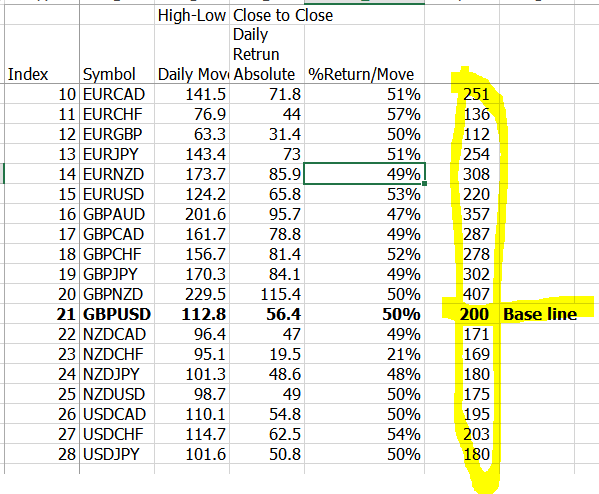 High-Low Close to Close
Daily
Retrun
Index Symbol Daily Mov Absolute %Return/Move
10 EURCAD 141.5 71.8 51% 251
11 EURCHF 76.9 44 57% 136
12 EURGBP 63.3 31.4 50% 112
13 EURJPY 143.4 73 51% 254
14 EURNZD 173.7 85.9 49% 308
15 EURUSD 124.2 65.8 53% 220
16 GBPAUD 201.6 95.7 47% 357
17 GBPCAD 161.7 78.8 49% 287
18 GBPCHF 156.7 81.4 52% 278
19 GBPJPY 170.3 84.1 49% 302
20 GBPNZD 229.5 115.4 50% 407
21 GBPUSD 112.8 56.4 50% 200 Base line
22 NZDCAD 96.4 47 49% 171
23 NZDCHF 95.1 19.5 21% 169
24 NZDJPY 101.3 48.6 48% 180
25 NZDUSD 98.7 49 50% 175
26 USDCAD 110.1 54.8 50% 195
27 USDCHF 114.7 62.5 54% 203
28 USDJPY 101.6 50.8 50% 180